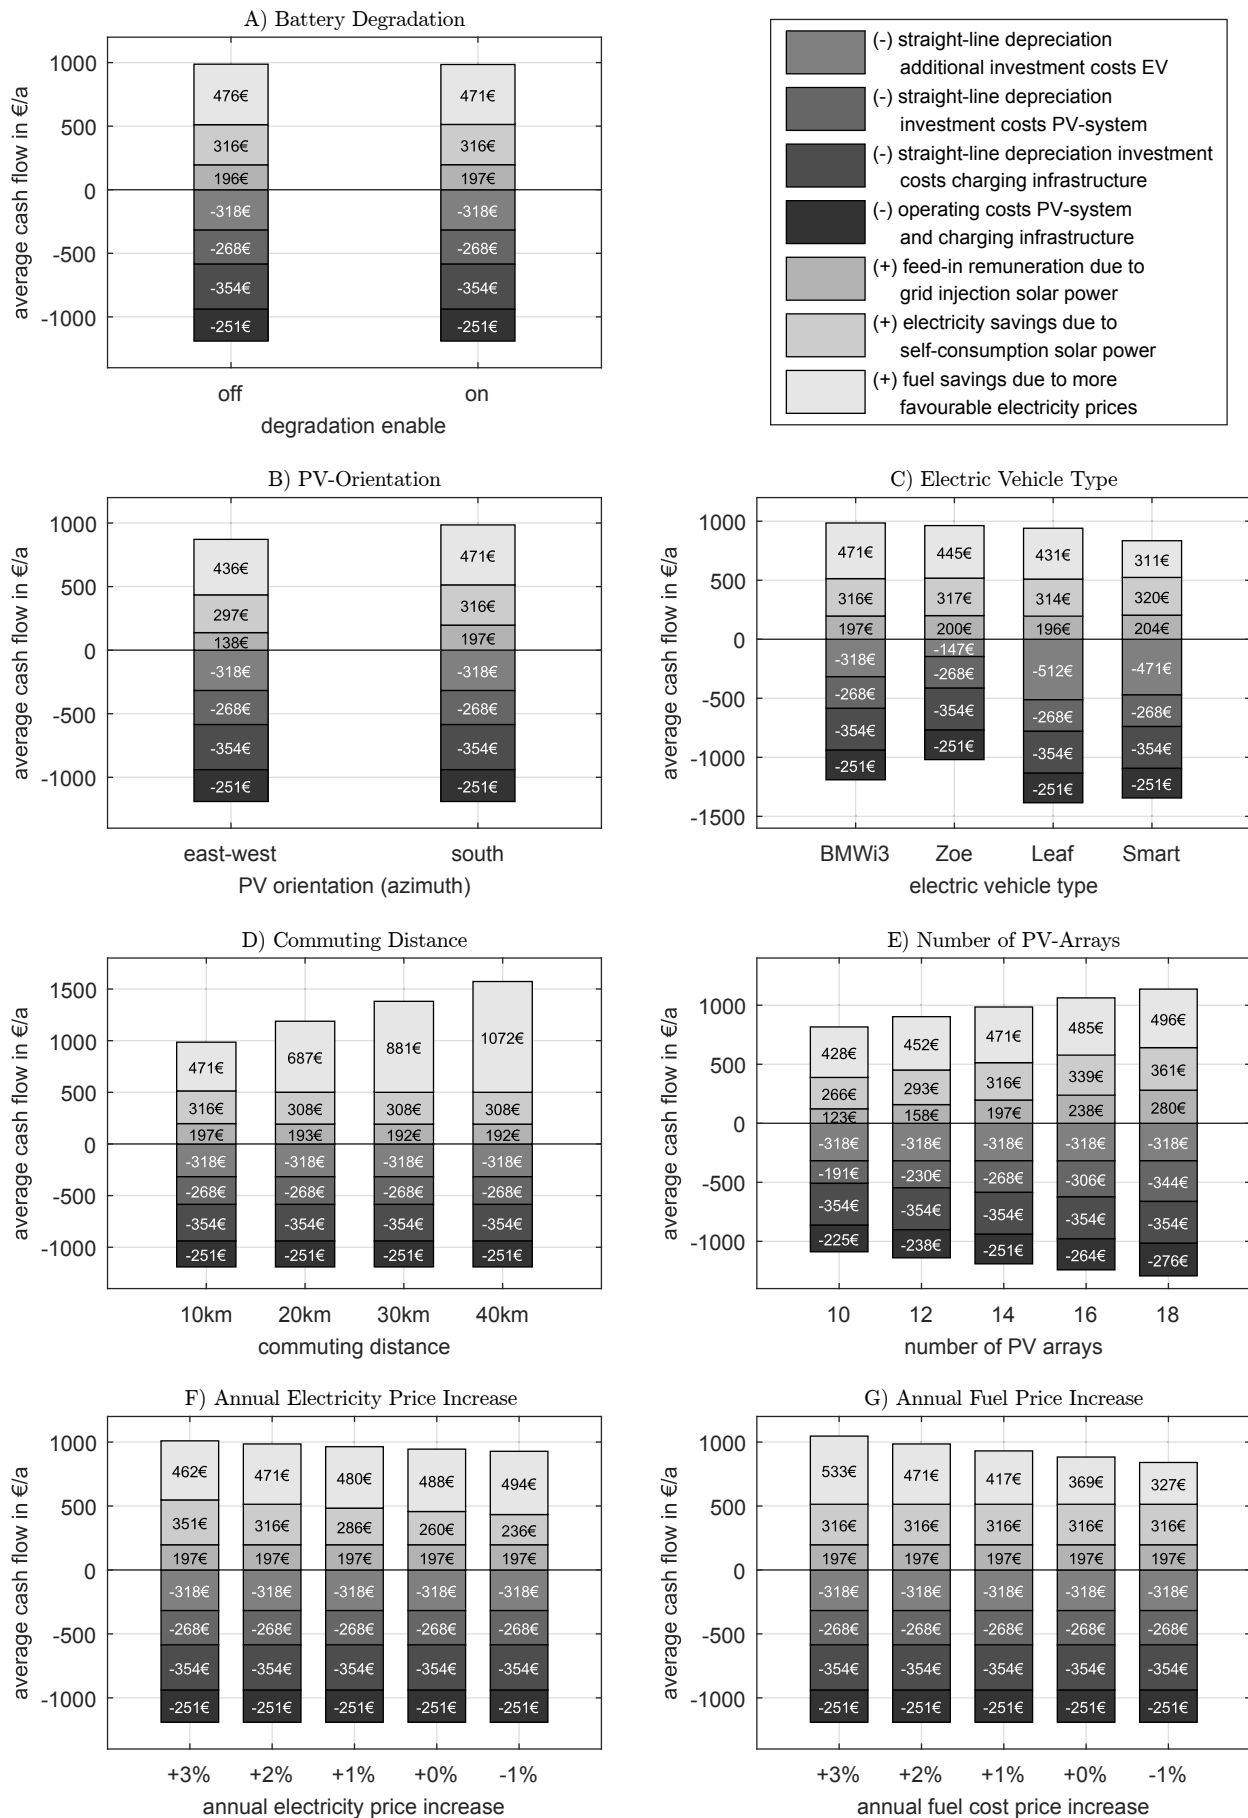 A) Battery Degradation
average cash flow in €/a
1000
500
0
-500
-1000
476€
471€
316€
316€
196€
197€
-318€
-318€
-268€
-268€
-354€
-354€
-251€
-251€
off
on
degradation enable
(-) straight-line depreciation
additional investment costs EV
(-) straight-line depreciation
investment costs PV-system
(-) straight-line depreciation investment
costs charging infrastructure
(-) operating costs PV-system
and charging infrastructure
(+) feed-in remuneration due to
grid injection solar power
(+) electricity savings due to
self-consumption solar power
(+) fuel savings due to more
favourable electricity prices
B) PV-Orientation
average cash flow in €/a
1000
500
0
-500
-1000
436€
471€
297€
316€
138€
197€
-318€
-318€
-268€
-268€
-354€
-354€
-251€
-251€
east-west
south
PV orientation (azimuth)
C) Electric Vehicle Type
average cash flow in €/a
1000
500
0
-500
-1000
-1500
471€ 445€ 431€ 311€
316€ 317€ 314€ 320€
197€ 200€ 196€ 204€
-318€ -147€ -512€ -471€
-268€ -268€ -268€ -268€
-354€ -354€ -354€ -354€
-251€ -251€ -251€ -251€
BMWi3 Zoe Leaf Smart
electric vehicle type
D) Commuting Distance
average cash flow in €/a
1500
1000
500
0
-500
-1000
471€ 687€ 881€ 1072€
316€ 308€ 308€ 308€
197€ 193€ 192€ 192€
-318€ -318€ -318€ -318€
-268€ -268€ -268€ -268€
-354€ -354€ -354€ -354€
-251€ -251€ -251€ -251€
10km 20km 30km 40km
commuting distance
E) Number of PV-Arrays
average cash flow in €/a
1000
500
0
-500
-1000
428€ 452€ 471€ 485€ 496€
266€ 293€ 316€ 339€ 361€
123€ 158€ 197€ 238€ 280€
-318€ -318€ -318€ -318€ -318€
-191€ -230€ -268€ -306€ -344€
-354€ -354€ -354€ -354€ -354€
-225€ -238€ -251€ -264€ -276€
10 12 14 16 18
number of PV arrays
F) Annual Electricity Price Increase
average cash flow in €/a
1000
500
0
-500
-1000
462€ 471€ 480€ 488€ 494€
351€ 316€ 286€ 260€ 236€
197€ 197€ 197€ 197€ 197€
-318€ -318€ -318€ -318€ -318€
-268€ -268€ -268€ -268€ -268€
-354€ -354€ -354€ -354€ -354€
-251€ -251€ -251€ -251€ -251€
+3% +2% +1% +0% -1%
annual electricity price increase
G) Annual Fuel Price Increase
average cash flow in €/a
1000
500
0
-500
-1000
533€ 471€ 417€ 369€ 327€
316€ 316€ 316€ 316€ 316€
197€ 197€ 197€ 197€ 197€
-318€ -318€ -318€ -318€ -318€
-268€ -268€ -268€ -268€ -268€
-354€ -354€ -354€ -354€ -354€
-251€ -251€ -251€ -251€ -251€
+3% +2% +1% +0% -1%
annual fuel cost price increase